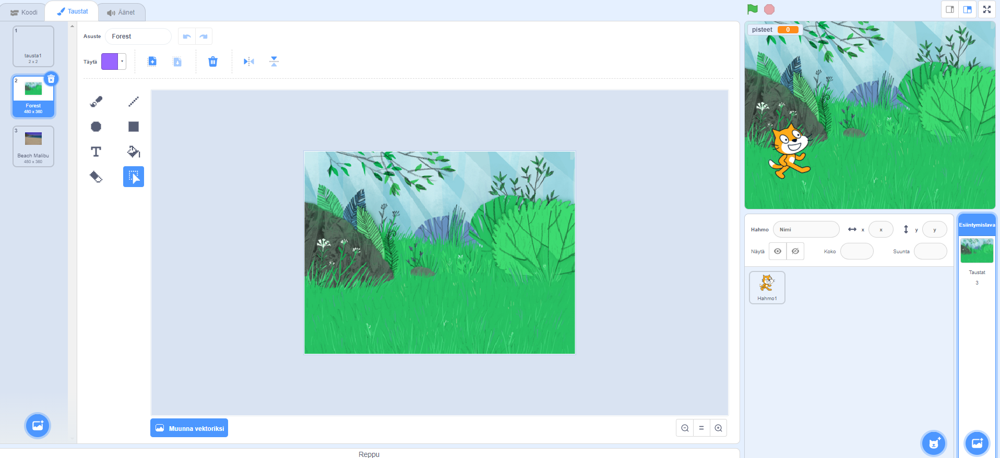 Koodi
Taustat
Äänet
1
tausta1
2 x 2
2
Forest
480 x 360
3
Beach Malibu
480 x 360
Asuste
Forest
Täytä
T
Muunna vektoriksi
=
Reppu
pisteet 0
Hahmo
Nimi
x
x
y
y
Näytä
Koko
Suunta
Hahmo1
Esiintymislava
Taustat
3